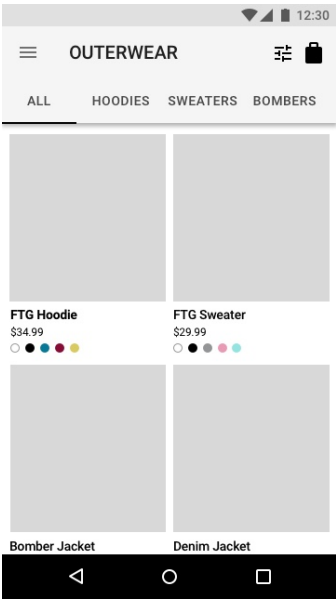 12:30
OUTERWEAR
ALL HOODIES SWEATERS BOMBERS
FTG Hoodie FTG Sweater
$34.99 $29.99
Bomber Jacket Denim Jacket